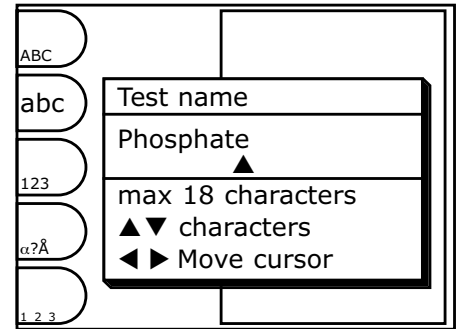 ABC
abc
123
α?Å
1 2 3
Test name
Phosphate
▲
max 18 characters
▲▼ characters
◀ ▶ Move cursor